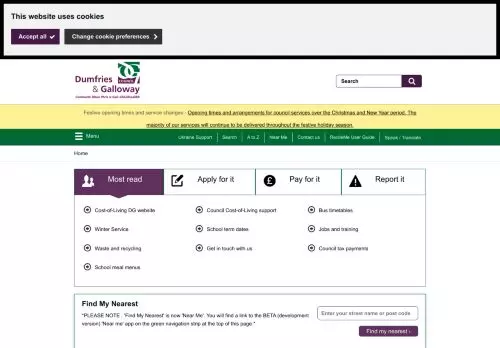 This website uses cookies
Accept all ✓ Change cookie preferences ›
Dumfries
& Galloway
COUNCIL
Search
Festive opening times and service changes - Opening times and arrangements for council services over the Christmas and New Year period. The
majority of our services will continue to be delivered throughout the festive holiday season.
Menu Ukraine Support Search A to Z Near Me Contact us ReciteMe User Guide Speak / Translate
Home
Most read Apply for it Pay for it Report it
Cost-of-Living DG website Council Cost-of-Living support Bus timetables
Winter Service School term dates Jobs and training
Waste and recycling Get in touch with us Council tax payments
School meal menus
Find My Nearest
"PLEASE NOTE : 'Find My Nearest' is now 'Near Me'. You will find a link to the BETA (development
version) 'Near me' app on the green navigation strip at the top of this page."
Enter your street name or post code
Find my nearest ›